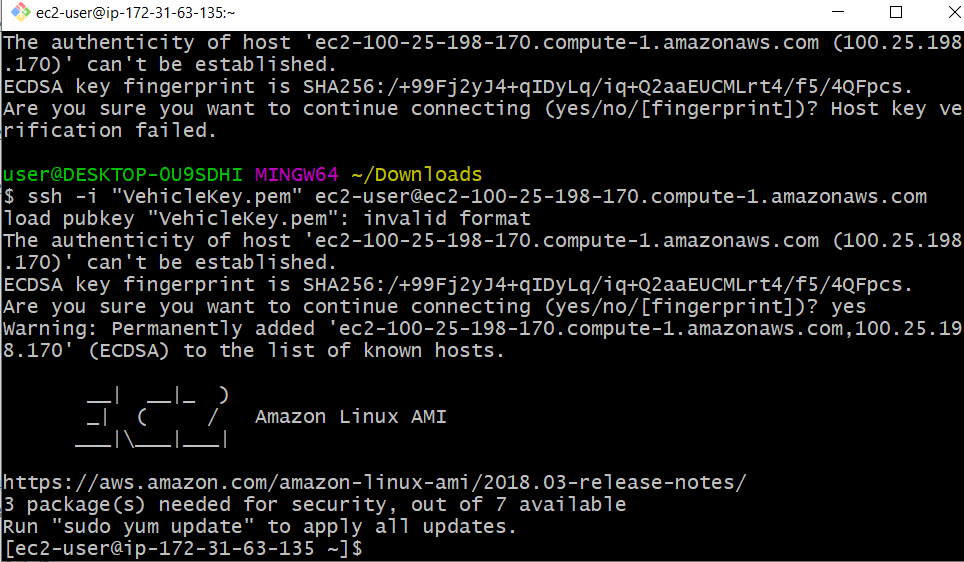 ec2-user@ip-172-31-63-135:~
The authenticity of host 'ec2-100-25-198-170.compute-1.amazonaws.com (100.25.198
.170)' can't be established.
ECDSA key fingerprint is SHA256:/+99Fj2yJ4+qIDyLq/iq+Q2aaEUCMLrt4/f5/4QFpcs.
Are you sure you want to continue connecting (yes/no/[fingerprint])? Host key ve
rification failed.
user@DESKTOP-OU9SDHI MINGW64 ~/Downloads
$ ssh -i "VehicleKey.pem" ec2-user@ec2-100-25-198-170.compute-1.amazonaws.com
load pubkey "VehicleKey.pem": invalid format
The authenticity of host 'ec2-100-25-198-170.compute-1.amazonaws.com (100.25.198
.170)' can't be established.
ECDSA key fingerprint is SHA256:/+99Fj2yJ4+qIDyLq/iq+Q2aaEUCMLrt4/f5/4QFpcs.
Are you sure you want to continue connecting (yes/no/[fingerprint])? yes
Warning: Permanently added 'ec2-100-25-198-170.compute-1.amazonaws.com,100.25.19
8.170' (ECDSA) to the list of known hosts.
       __|  __|_  )
       _|  (     /   Amazon Linux AMI
      ___|\___|___|
https://aws.amazon.com/amazon-linux-ami/2018.03-release-notes/
3 package(s) needed for security, out of 7 available
Run "sudo yum update" to apply all updates.
[ec2-user@ip-172-31-63-135 ~]$